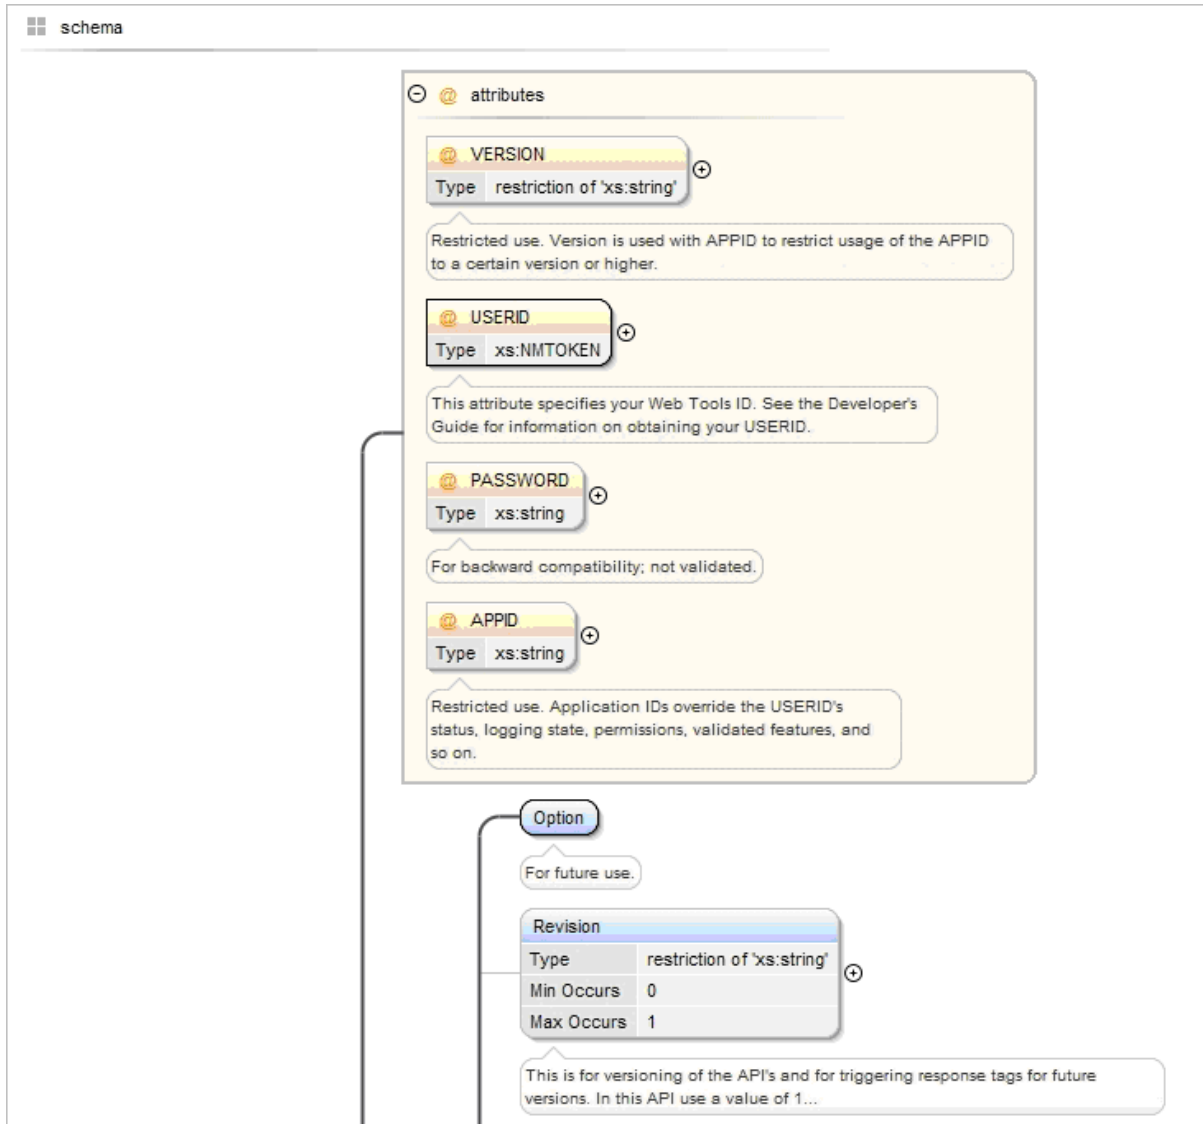 schema
@ attributes
@ VERSION
Type restriction of 'xs:string'
Restricted use. Version is used with APPID to restrict usage of the APPID
to a certain version or higher.
@ USERID
Type xs:NMTOKEN
This attribute specifies your Web Tools ID. See the Developer's
Guide for information on obtaining your USERID.
@ PASSWORD
Type xs:string
For backward compatibility; not validated.
@ APPID
Type xs:string
Restricted use. Application IDs override the USERID's
status, logging state, permissions, validated features, and
so on.
Option
For future use.
Revision
Type restriction of 'xs:string'
Min Occurs 0
Max Occurs 1
This is for versioning of the API's and for triggering response tags for future
versions. In this API use a value of 1...